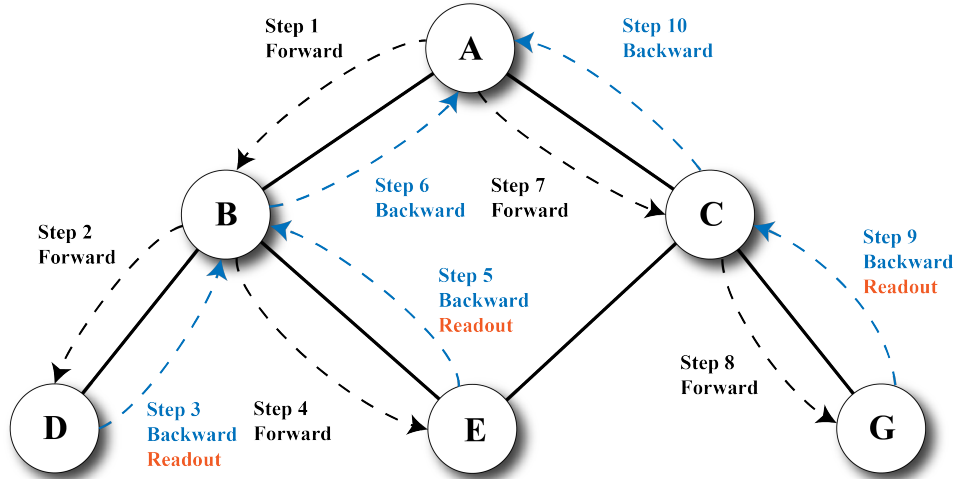 Step 1
Forward
A
Step 10
Backward
Step 6
Backward
Step 7
Forward
B
C
Step 2
Forward
Step 9
Backward
Readout
Step 5
Backward
Readout
Step 8
Forward
D
Step 3
Backward
Readout
Step 4
Forward
E
G